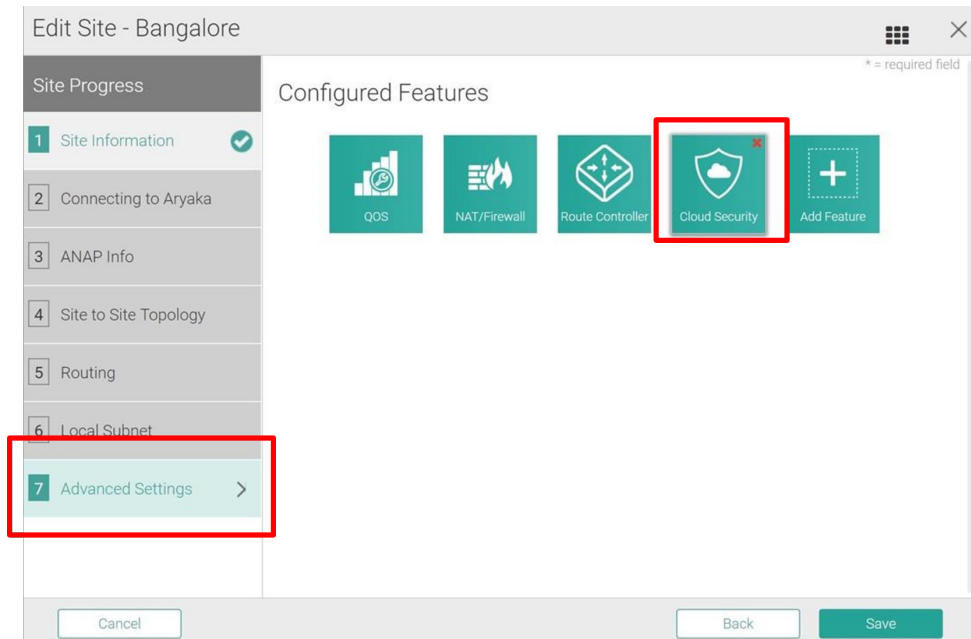 Edit Site - Bangalore
* = required field
Site Progress
Configured Features
1 Site Information
2 Connecting to Aryaka
3 ANAP Info
4 Site to Site Topology
5 Routing
6 Local Subnet
7 Advanced Settings
QOS
NAT/Firewall
Route Controller
Cloud Security
Add Feature
Cancel
Back
Save